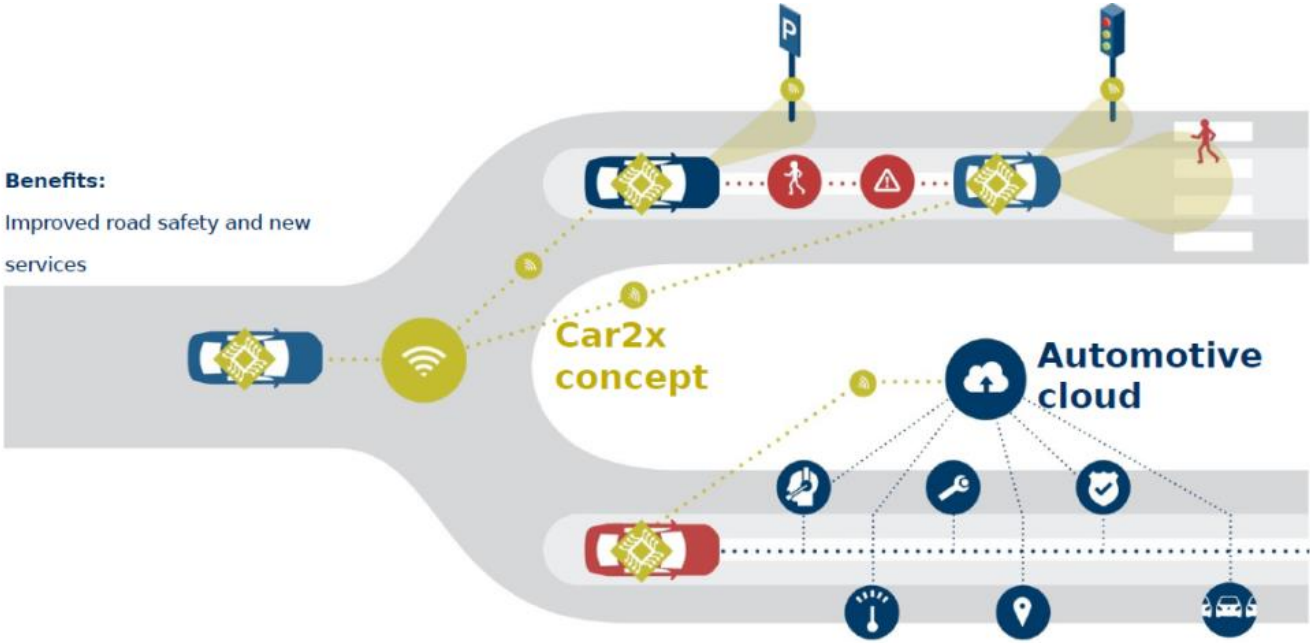 P
Benefits:
Improved road safety and new
services
Car2x
concept
Automotive
cloud